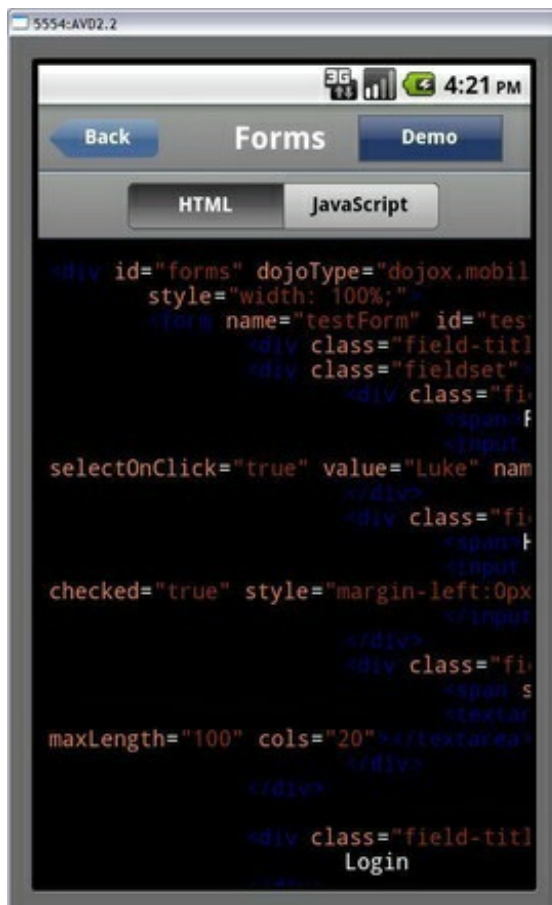 5554:AVD2.2
3G 4:21 PM
Back Forms Demo
HTML JavaScript
<div id="forms" dojoType="dojox.mobil
style="width: 100%;">
<form name="testForm" id="tes
<div class="field-titl
<div class="fieldset">
<div class="fi
<span>F
<input
selectOnClick="true" value="Luke" nam
</div>
<div class="fi
<span>H
<input
checked="true" style="margin-left:0px
</input
</div>
<div class="fi
<span s
<textar
maxLength="100" cols="20"></textarea>
</div>
</div>
<div class="field-titl
Login